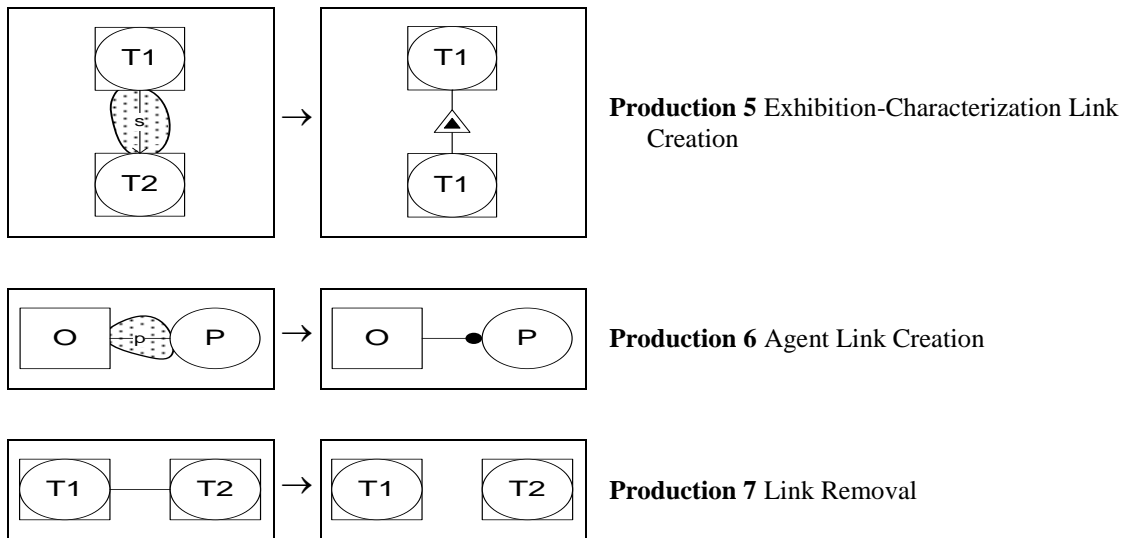 T1
s
T2
→
T1
T1
Production 5 Exhibition-Characterization Link
Creation
O
p
P
→
O
P
Production 6 Agent Link Creation
T1
T2
→
T1
T2
Production 7 Link Removal